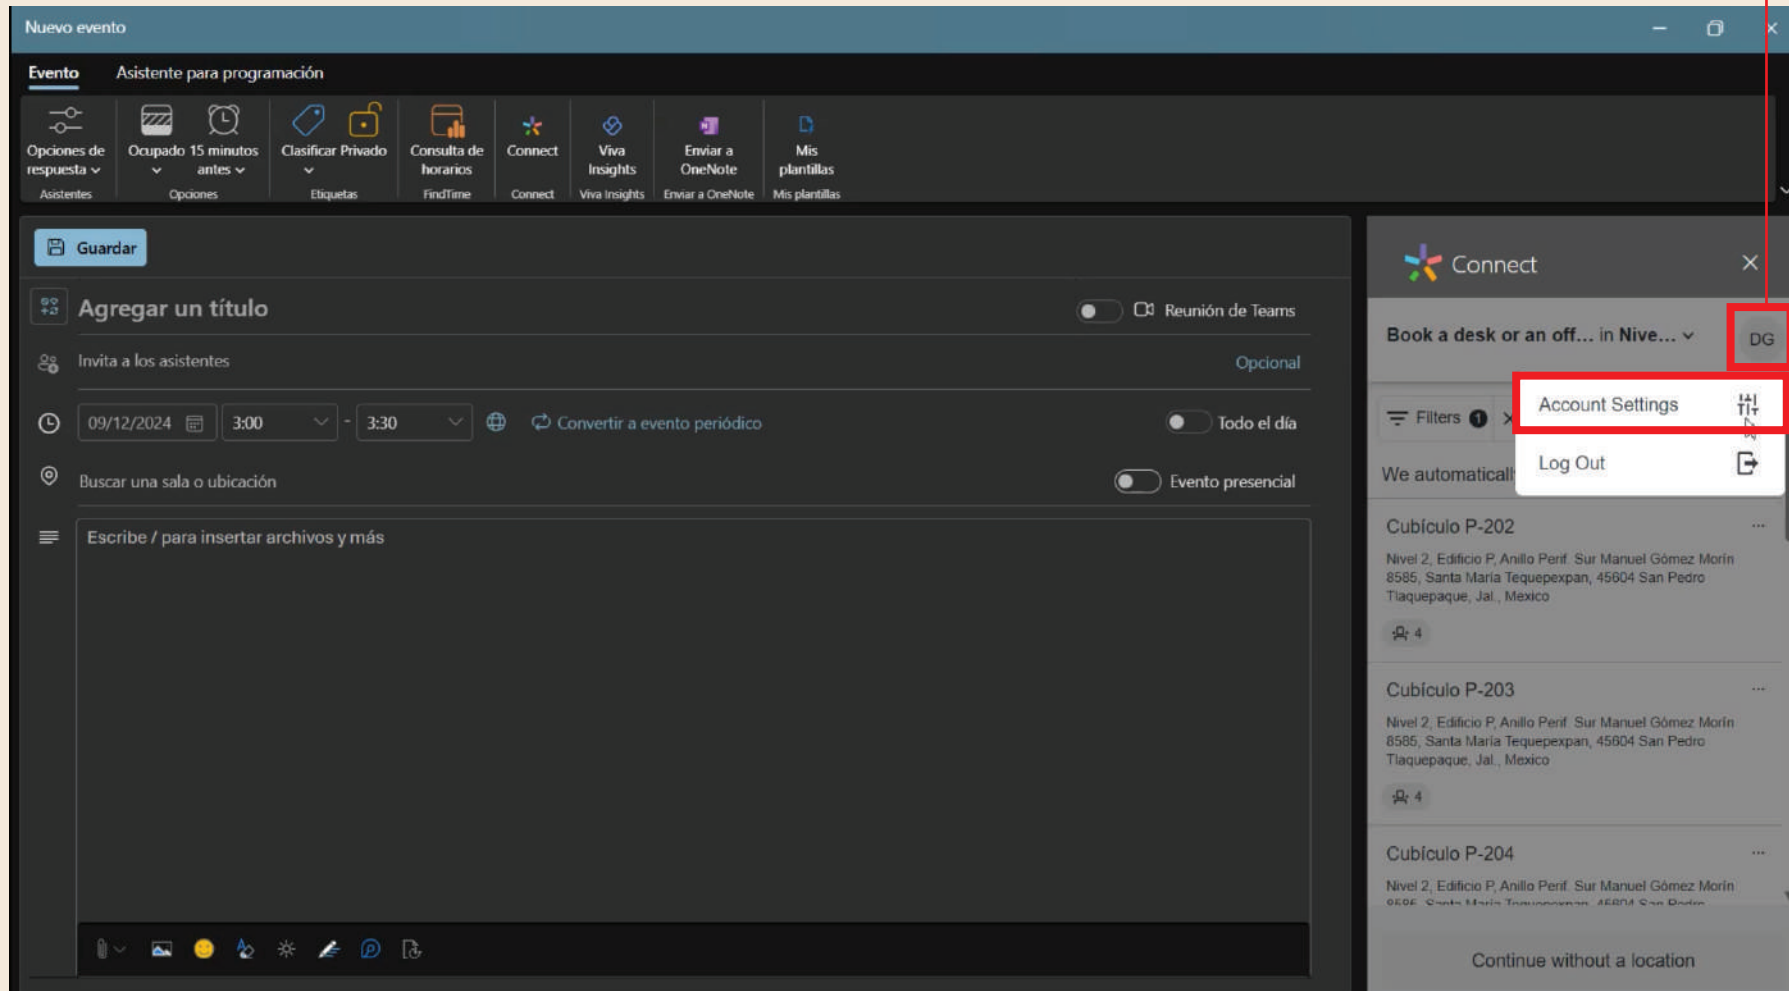 Nuevo evento
Evento Asistente para programación
Opciones de respuesta
Ocupado
15 minutos antes
Clasificar
Privado
Consulta de horarios
Connect
Viva Insights
Enviar a OneNote
Mis plantillas
Asistentes Opciones Etiquetas FindTime Connect Viva Insights Enviar a OneNote Mis plantillas
Guardar
Agregar un título
Reunión de Teams
Invita a los asistentes
Opcional
09/12/2024 3:00 - 3:30 Convertir a evento periódico
Todo el día
Buscar una sala o ubicación
Evento presencial
Escribe / para insertar archivos y más
Connect
Book a desk or an off... in Nive...
DG
Account Settings
Log Out
Filters 1
We automaticall
Cubículo P-202
Nivel 2, Edificio P, Anillo Perif. Sur Manuel Gómez Morín
8585, Santa María Tequepexpan, 45604 San Pedro
Tlaquepaque, Jal., Mexico
4
Cubículo P-203
Nivel 2, Edificio P, Anillo Perif. Sur Manuel Gómez Morín
8585, Santa María Tequepexpan, 45604 San Pedro
Tlaquepaque, Jal., Mexico
4
Cubículo P-204
Nivel 2, Edificio P, Anillo Perif. Sur Manuel Gómez Morín
8585, Santa María Tequepexpan, 45604 San Pedro
Continue without a location